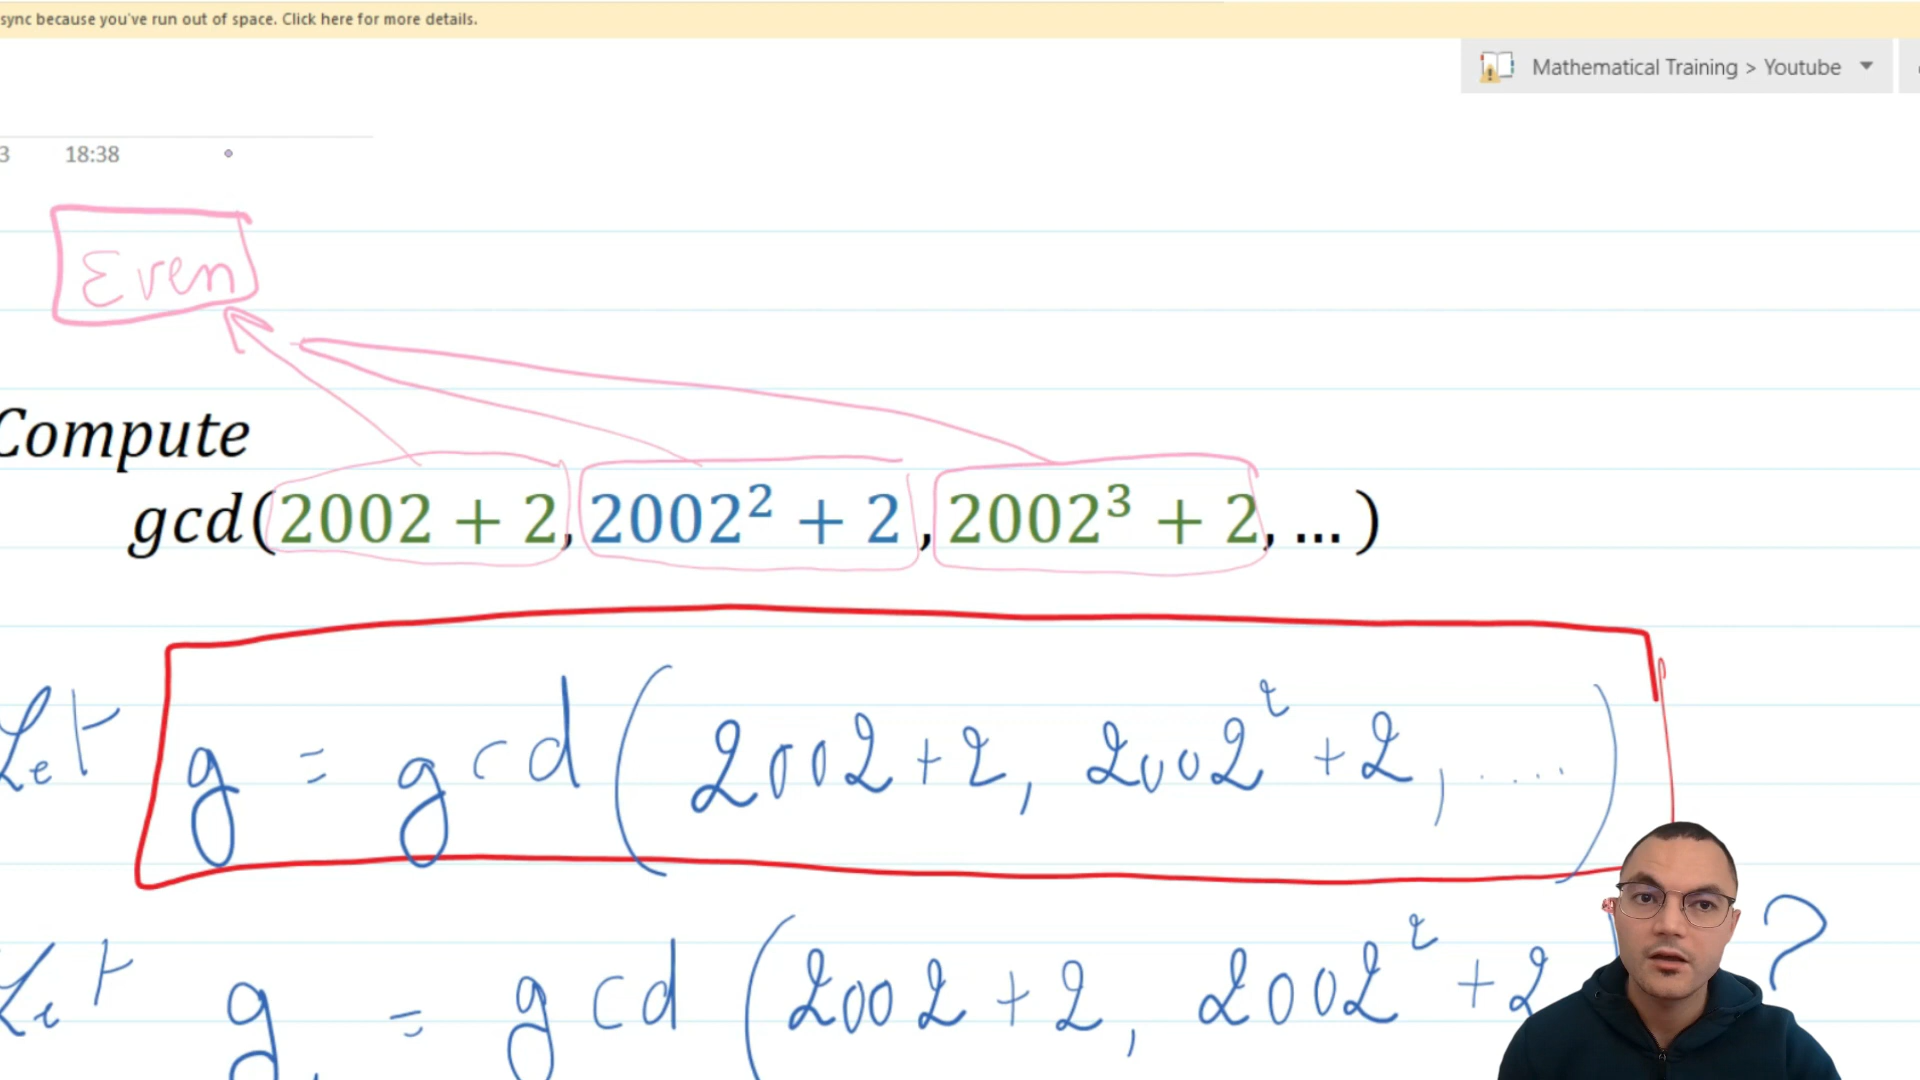 sync because you've run out of space. Click here for more details.
Mathematical Training > Youtube
3 18:38
Even
Compute
gcd(2002 + 2, 2002² + 2, 2002³ + 2, ...)
Let g = gcd(2002+2, 2002²+2, ....)
Let g = gcd(2002+2, 2002²+2 ?